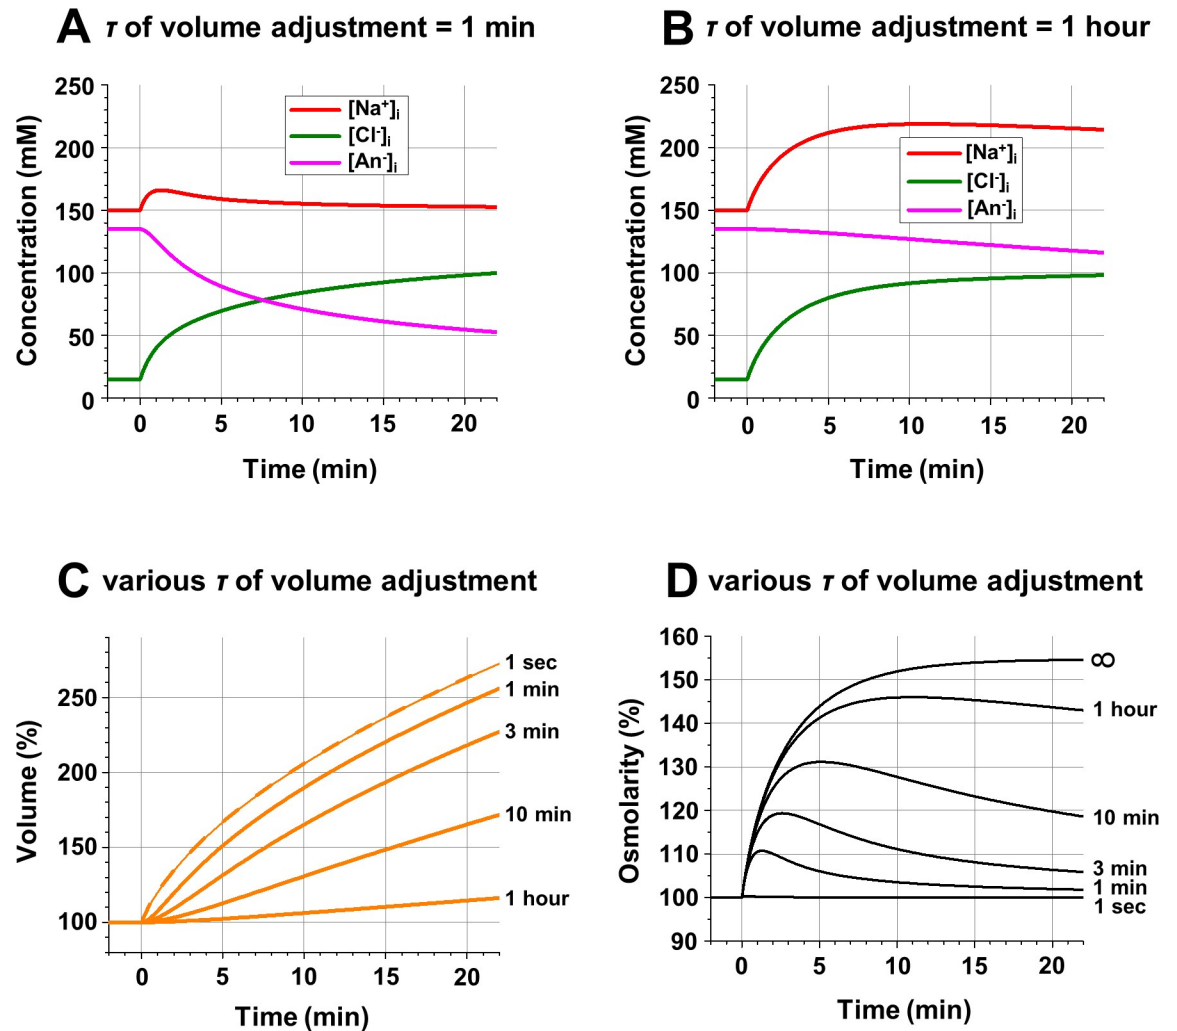 A τ of volume adjustment = 1 min
250
200
150
100
50
0
Concentration (mM)
[Na⁺]ᵢ
[Cl⁻]ᵢ
[An⁻]ᵢ
0 5 10 15 20
Time (min)
B τ of volume adjustment = 1 hour
250
200
150
100
50
0
Concentration (mM)
[Na⁺]ᵢ
[Cl⁻]ᵢ
[An⁻]ᵢ
0 5 10 15 20
Time (min)
C various τ of volume adjustment
250
200
150
100
Volume (%)
1 sec
1 min
3 min
10 min
1 hour
0 5 10 15 20
Time (min)
D various τ of volume adjustment
160
150
140
130
120
110
100
90
Osmolarity (%)
∞
1 hour
10 min
3 min
1 min
1 sec
0 5 10 15 20
Time (min)